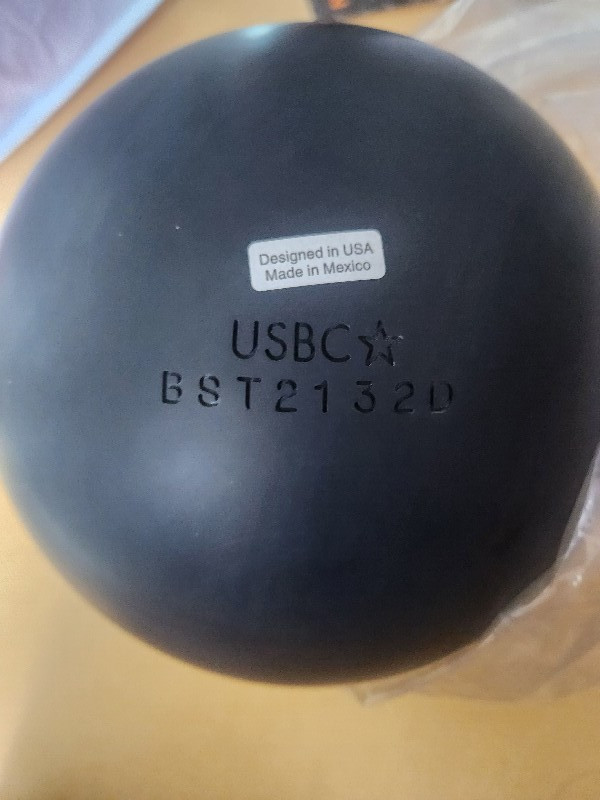 Designed in USA
Made in Mexico
USBC☆
BST2132D